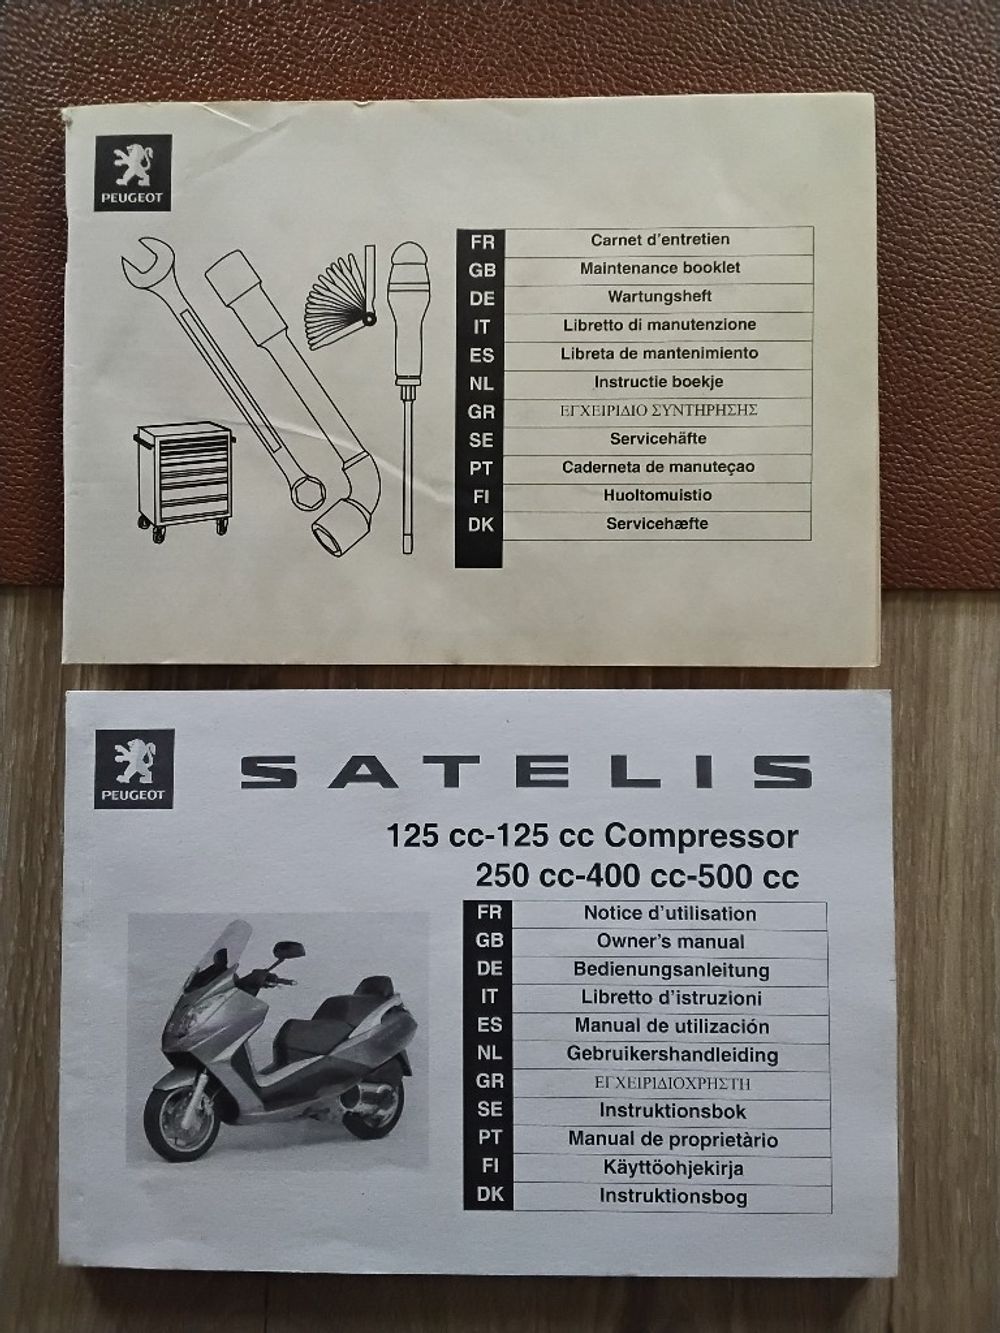 PEUGEOT
FR Carnet d'entretien
GB Maintenance booklet
DE Wartungsheft
IT Libretto di manutenzione
ES Libreta de mantenimiento
NL Instructie boekje
GR ΕΓΧΕΙΡΙΔΙΟ ΣΥΝΤΗΡΗΣΗΣ
SE Servicehäfte
PT Caderneta de manuteçao
FI Huoltomuistio
DK Servicehæfte
PEUGEOT
SATELIS
125 cc-125 cc Compressor
250 cc-400 cc-500 cc
FR Notice d'utilisation
GB Owner's manual
DE Bedienungsanleitung
IT Libretto d'istruzioni
ES Manual de utilización
NL Gebruikershandleiding
GR ΕΓΧΕΙΡΙΔΙΟΧΡΗΣΤΗ
SE Instruktionsbok
PT Manual de proprietàrio
FI Käyttöohjekirja
DK Instruktionsbog